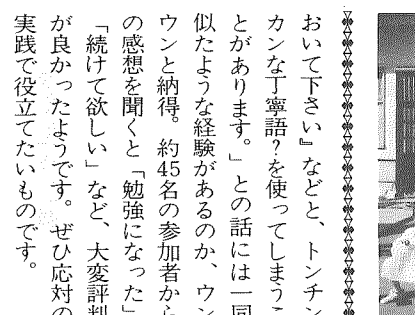 おいて下さい』などと、トンチン
カンな丁寧語？を使ってしまうこ
とがあります。」との話には一同
似たような経験があるのか、ウン
ウンと納得。約45名の参加者から
の感想を聞くと「勉強になった」
「続けて欲しい」など、大変評判
が良かったようです。ぜひ応対の
実践で役立てたいものです。